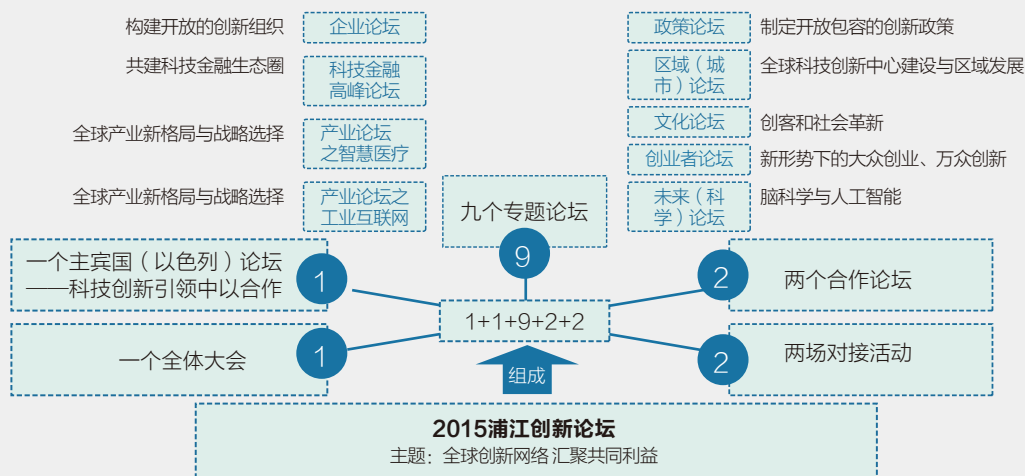 构建开放的创新组织
企业论坛
共建科技金融生态圈
科技金融
高峰论坛
全球产业新格局与战略选择
产业论坛
之智慧医疗
全球产业新格局与战略选择
产业论坛之
工业互联网
政策论坛
制定开放包容的创新政策
区域（城
市）论坛
全球科技创新中心建设与区域发展
文化论坛
创客和社会革新
创业者论坛
新形势下的大众创业、万众创新
未来（科
学）论坛
脑科学与人工智能
九个专题论坛
9
一个主宾国（以色列）论坛
——科技创新引领中以合作
1
2
两个合作论坛
1+1+9+2+2
一个全体大会
1
2
两场对接活动
组成
2015浦江创新论坛
主题：全球创新网络 汇聚共同利益